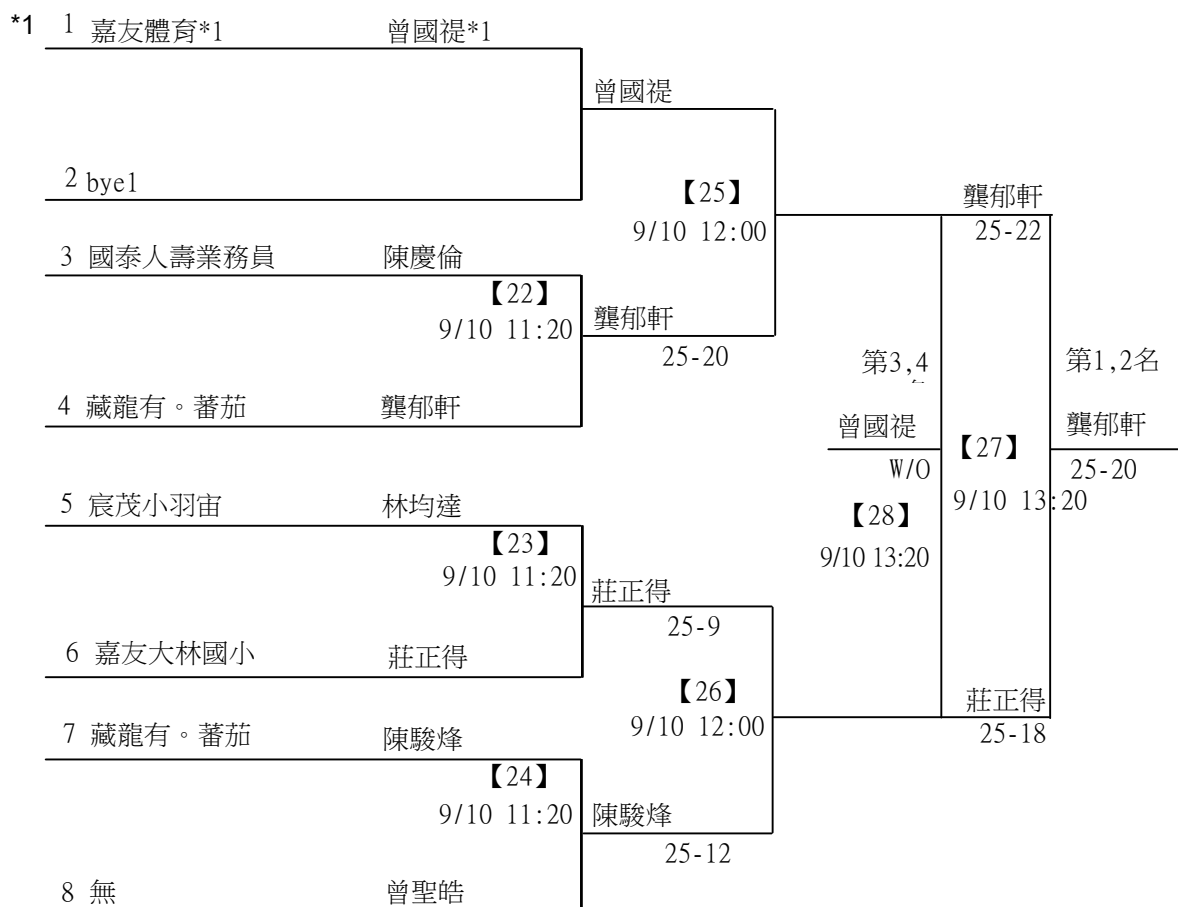 *1 1 嘉友體育*1 曾國禔*1
曾國禔
2 bye1
【25】
9/10 12:00
龔郁軒
25-22
3 國泰人壽業務員 陳慶倫
【22】
9/10 11:20
龔郁軒
25-20
第3,4
第1,2名
4 藏龍有。蕃茄 龔郁軒
曾國禔
W/O
【27】
9/10 13:20
龔郁軒
25-20
5 宸茂小羽宙 林均達
【28】
9/10 13:20
【23】
9/10 11:20
莊正得
25-9
6 嘉友大林國小 莊正得
【26】
9/10 12:00
莊正得
25-18
7 藏龍有。蕃茄 陳駿烽
【24】
9/10 11:20
陳駿烽
25-12
8 無 曾聖皓